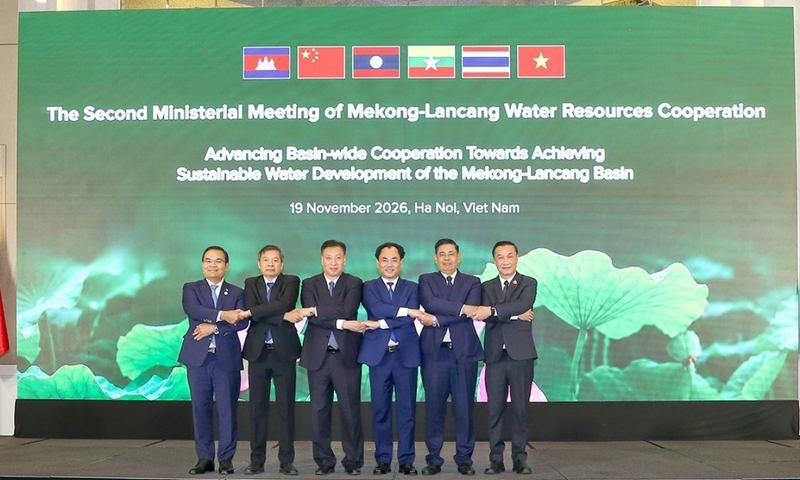 The Second Ministerial Meeting of Mekong-Lancang Water Resources Cooperation
Advancing Basin-wide Cooperation Towards Achieving
Sustainable Water Development of the Mekong-Lancang Basin
19 November 2026, Ha Noi, Viet Nam